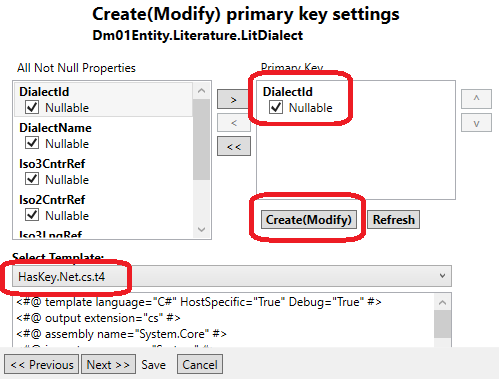 Create(Modify) primary key settings
Dm01Entity.Literature.LitDialect
All Not Null Properties
Primary Key
DialectId
Nullable
DialectName
Nullable
Iso3CntrRef
Nullable
Iso2CntrRef
Nullable
Iso3LngRef
>
<
<<
DialectId
Nullable
^
v
Create(Modify)
Refresh
Select Template:
HasKey.Net.cs.t4
<#@ template language="C#" HostSpecific="True" Debug="True" #>
<#@ output extension="cs" #>
<#@ assembly name="System.Core" #>
<< Previous
Next >>
Save
Cancel